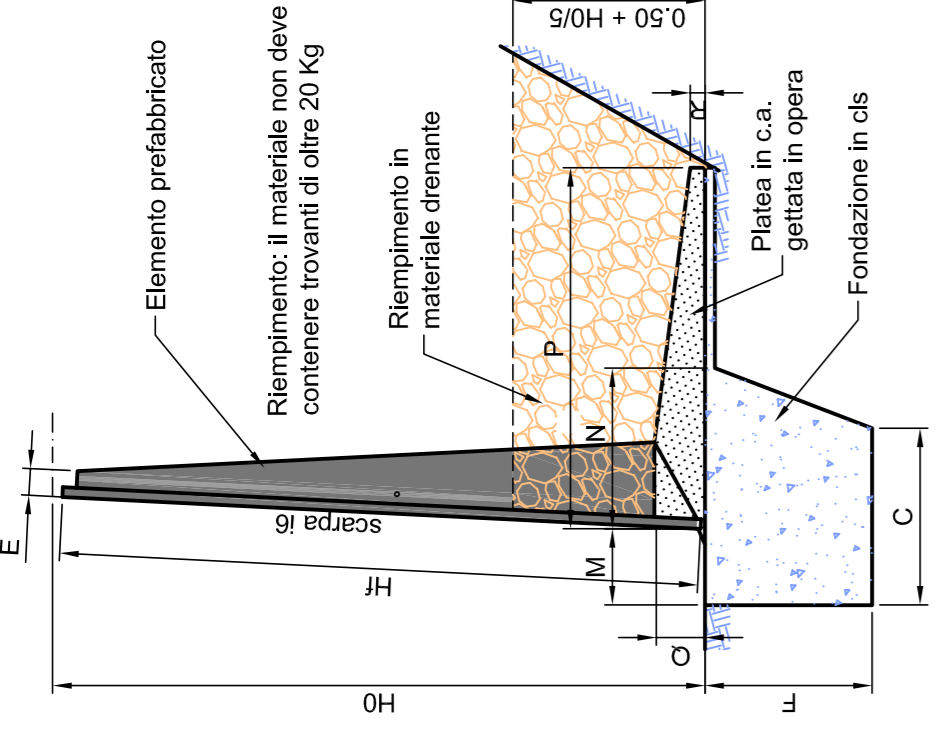 0.50 + H0/5
Elemento prefabbricato
Riempimento: il materiale non deve
contenere trovanti di oltre 20 Kg
Riempimento in
materiale drenante
R
Platea in c.a.
gettata in opera
Fondazione in cls
P
N
E
scarpa i6
Hf
M
C
Q
H0
F